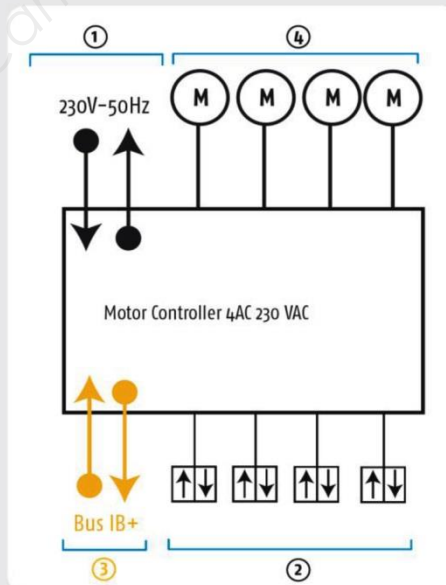 ① ④
230V-50Hz M M M M
Motor Controller 4AC 230 VAC
Bus IB+
③ ②